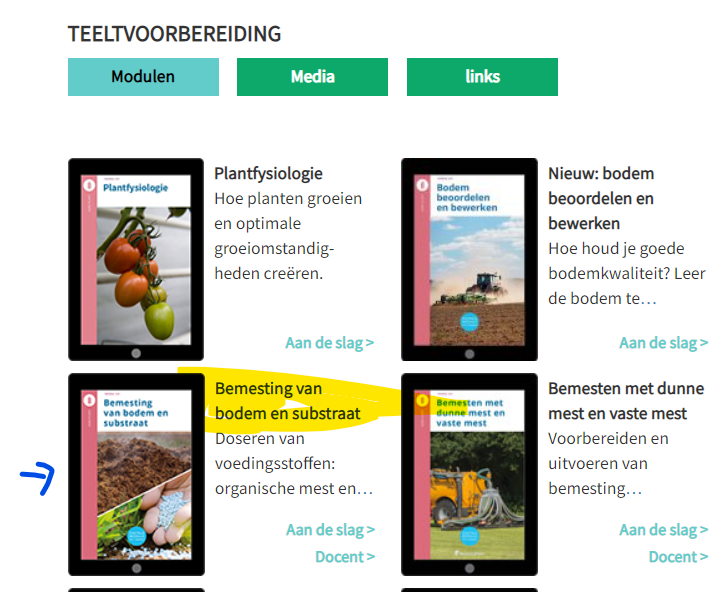 TEELTVOORBEREIDING
Modulen
Media
links
Plantfysiologie
Plantfysiologie
Hoe planten groeien
en optimale
groeiomstandig-
heden creëren.
Aan de slag >
Bodem
beoordelen
en bewerken
Nieuw: bodem
beoordelen en
bewerken
Hoe houd je goede
bodemkwaliteit? Leer
de bodem te…
Aan de slag >
Bemesting
van bodem en
substraat
Bemesting van
bodem en substraat
Doseren van
voedingsstoffen:
organische mest en…
Aan de slag >
Docent >
Bemesten met
dunne mest en
vaste mest
Bemesten met dunne
mest en vaste mest
Voorbereiden en
uitvoeren van
bemesting…
Aan de slag >
Docent >